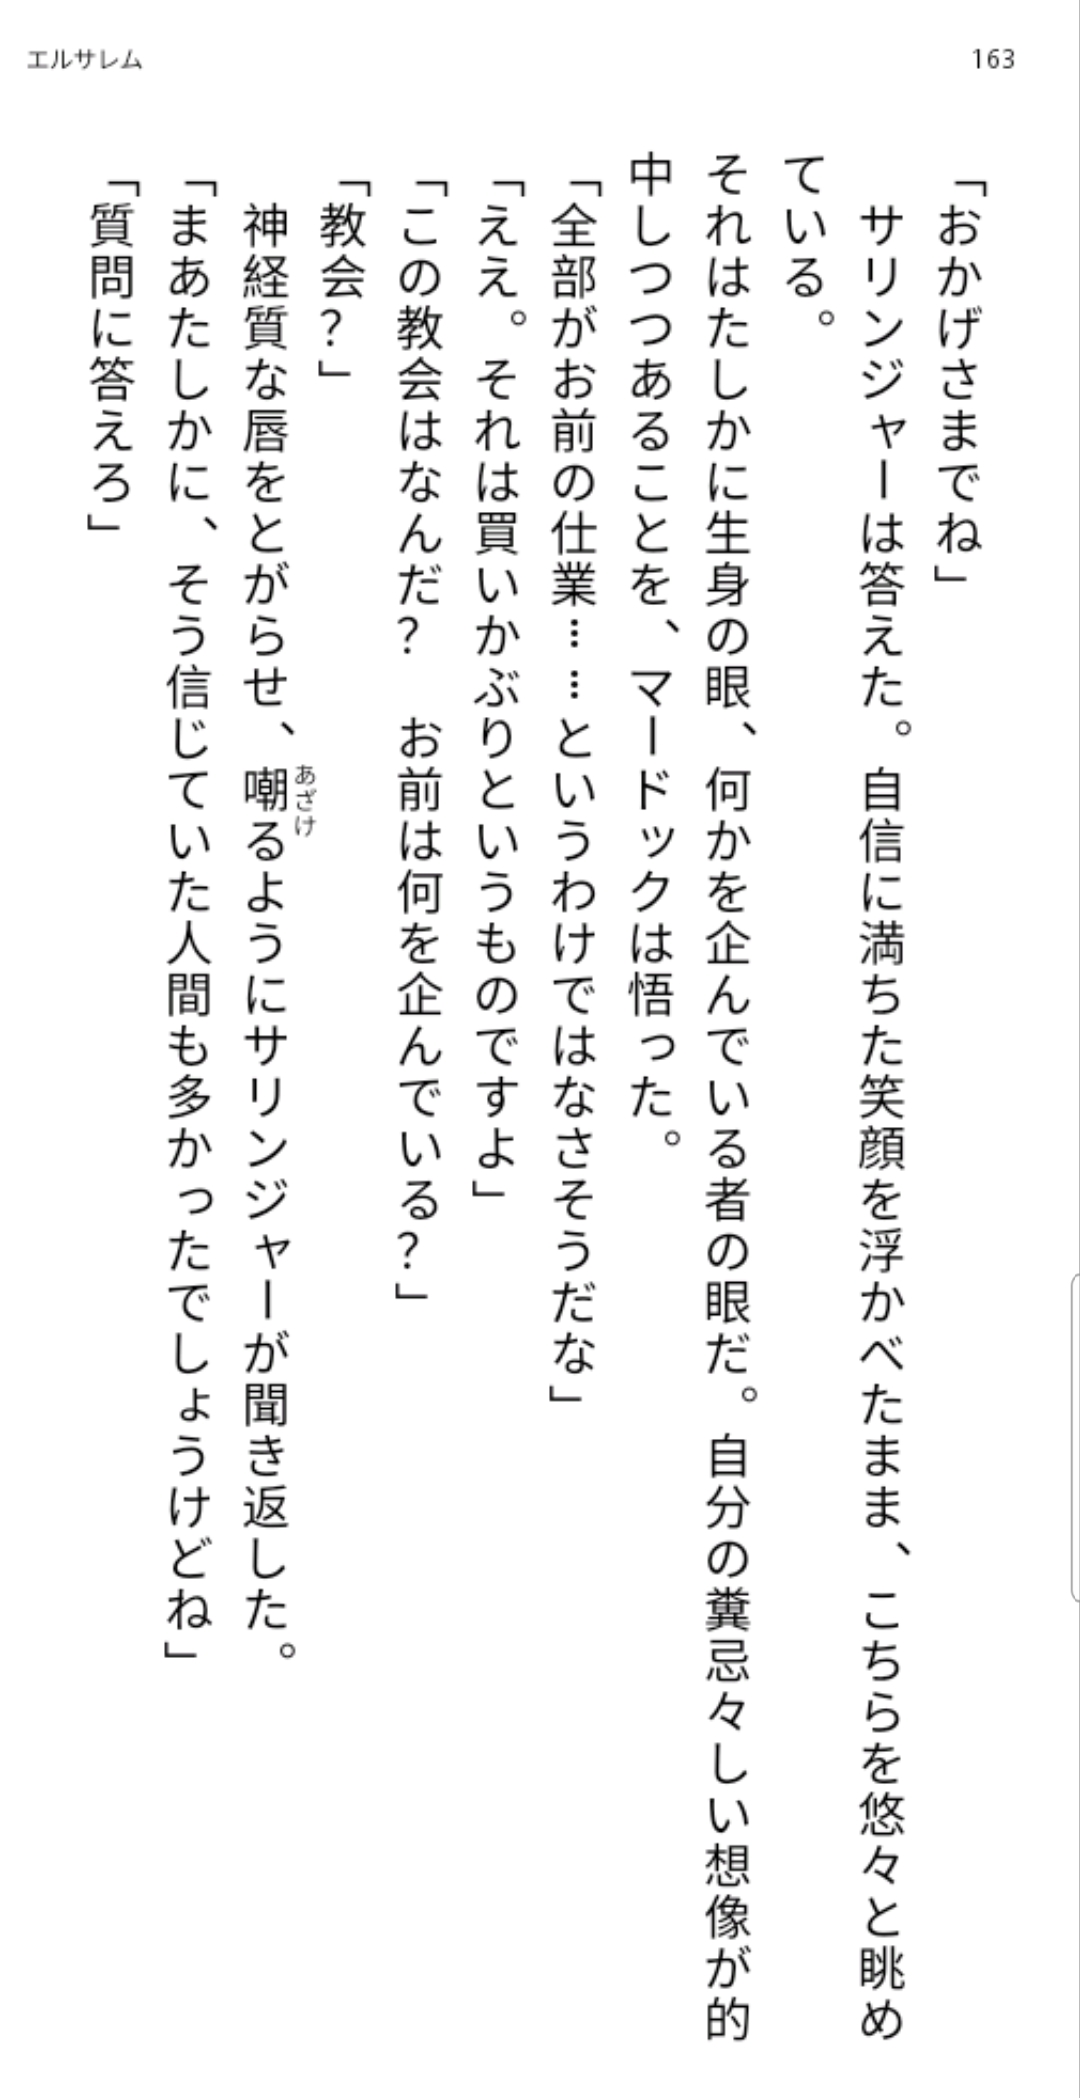 エルサレム
163
「おかげさまでね」
　サリンジャーは答えた。自信に満ちた笑顔を浮かべたまま、こちらを悠々と眺め
ている。
それはたしかに生身の眼、何かを企んでいる者の眼だ。自分の糞忌々しい想像が的
中しつつあることを、マードックは悟った。
「全部がお前の仕業……というわけではなさそうだな」
「ええ。それは買いかぶりというものですよ」
「この教会はなんだ？　お前は何を企んでいる？」
「教会？」
　神経質な唇をとがらせ、嘲るようにサリンジャーが聞き返した。
あざけ
「まあたしかに、そう信じていた人間も多かったでしょうけどね」
「質問に答えろ」